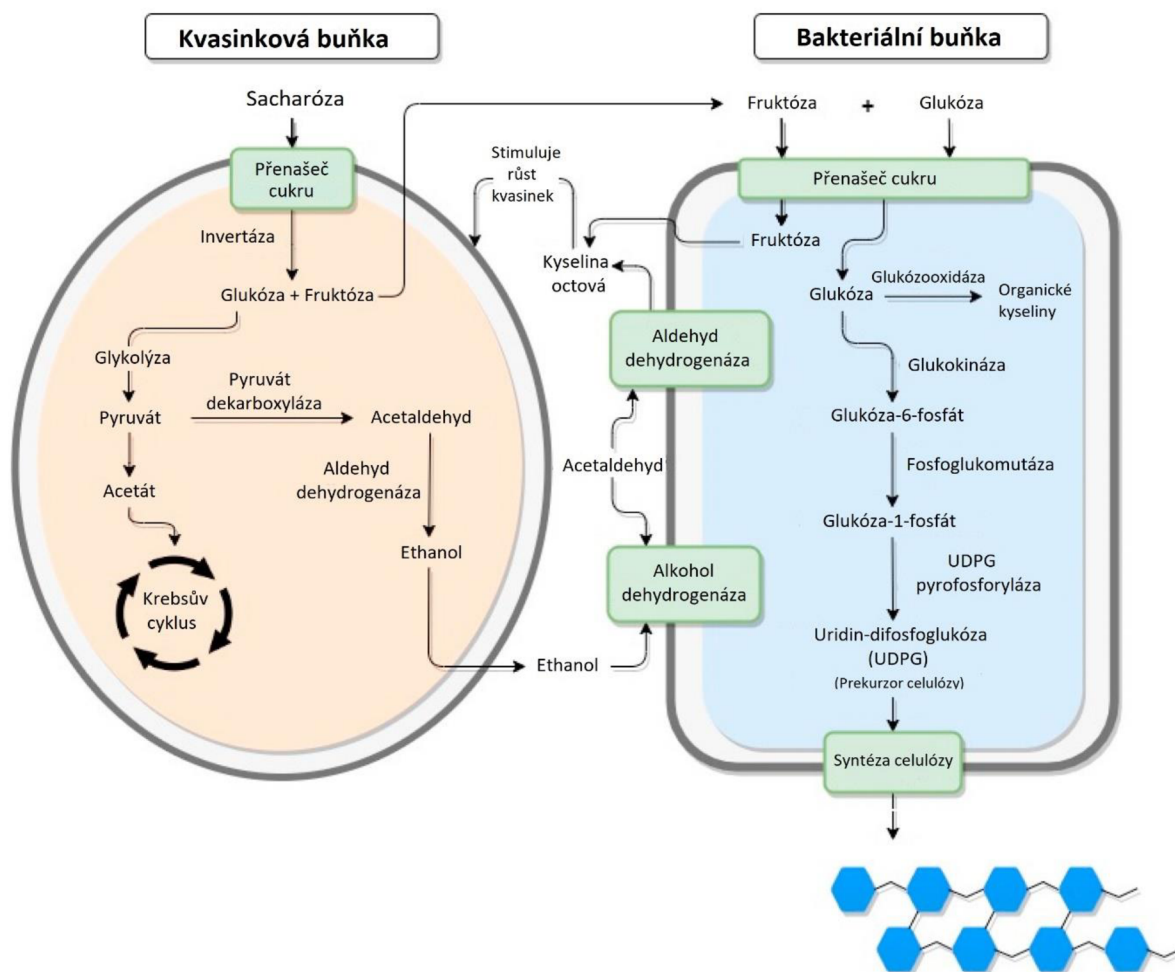 Kvasinková buňka
Sacharóza
Přenašeč
cukru
Invertáza
Glukóza + Fruktóza
Glykolýza
Pyruvát
Pyruvát
dekarboxyláza
Acetaldehyd
Acetát
Aldehyd
dehydrogenáza
Ethanol
Krebsův
cyklus
Stimuluje
růst
kvasinek
Kyselina
octová
Aldehyd
dehydrogenáza
Acetaldehyd
Alkohol
dehydrogenáza
Ethanol
Bakteriální buňka
Fruktóza + Glukóza
Přenašeč cukru
Fruktóza
Glukóza
Glukózooxidáza
Organické
kyseliny
Glukokináza
Glukóza-6-fosfát
Fosfoglukomutáza
Glukóza-1-fosfát
UDPG
pyrofosforyláza
Uridin-difosfoglukóza
(UDPG)
(Prekurzor celulózy)
Syntéza celulózy